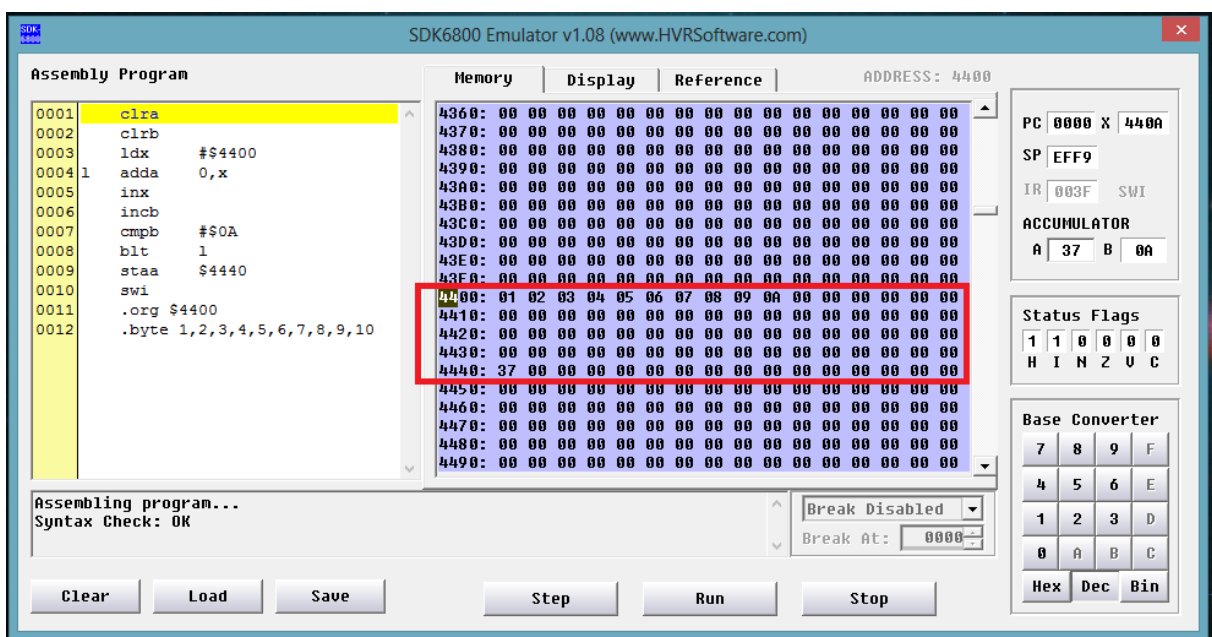 SDK-6800
SDK6800 Emulator v1.08 (www.HVRSoftware.com)
Assembly Program
0001 clra
0002 clrb
0003 ldx #$4400
0004 l adda 0,x
0005 inx
0006 incb
0007 cmpb #$0A
0008 blt l
0009 staa $4440
0010 swi
0011 .org $4400
0012 .byte 1,2,3,4,5,6,7,8,9,10
Memory Display Reference ADDRESS: 4400
4360: 00 00 00 00 00 00 00 00 00 00 00 00 00 00 00 00
4370: 00 00 00 00 00 00 00 00 00 00 00 00 00 00 00 00
4380: 00 00 00 00 00 00 00 00 00 00 00 00 00 00 00 00
4390: 00 00 00 00 00 00 00 00 00 00 00 00 00 00 00 00
43A0: 00 00 00 00 00 00 00 00 00 00 00 00 00 00 00 00
43B0: 00 00 00 00 00 00 00 00 00 00 00 00 00 00 00 00
43C0: 00 00 00 00 00 00 00 00 00 00 00 00 00 00 00 00
43D0: 00 00 00 00 00 00 00 00 00 00 00 00 00 00 00 00
43E0: 00 00 00 00 00 00 00 00 00 00 00 00 00 00 00 00
43F0: 00 00 00 00 00 00 00 00 00 00 00 00 00 00 00 00
4400: 01 02 03 04 05 06 07 08 09 0A 00 00 00 00 00 00
4410: 00 00 00 00 00 00 00 00 00 00 00 00 00 00 00 00
4420: 00 00 00 00 00 00 00 00 00 00 00 00 00 00 00 00
4430: 00 00 00 00 00 00 00 00 00 00 00 00 00 00 00 00
4440: 37 00 00 00 00 00 00 00 00 00 00 00 00 00 00 00
4450: 00 00 00 00 00 00 00 00 00 00 00 00 00 00 00 00
4460: 00 00 00 00 00 00 00 00 00 00 00 00 00 00 00 00
4470: 00 00 00 00 00 00 00 00 00 00 00 00 00 00 00 00
4480: 00 00 00 00 00 00 00 00 00 00 00 00 00 00 00 00
4490: 00 00 00 00 00 00 00 00 00 00 00 00 00 00 00 00
PC 0000 X 440A
SP EFF9
IR 003F SWI
ACCUMULATOR
A 37 B 0A
Status Flags
1 1 0 0 0 0
H I N Z V C
Base Converter
7 8 9 F
4 5 6 E
1 2 3 D
0 A B C
Hex Dec Bin
Assembling program...
Syntax Check: OK
Break Disabled
Break At: 0000
Clear Load Save Step Run Stop